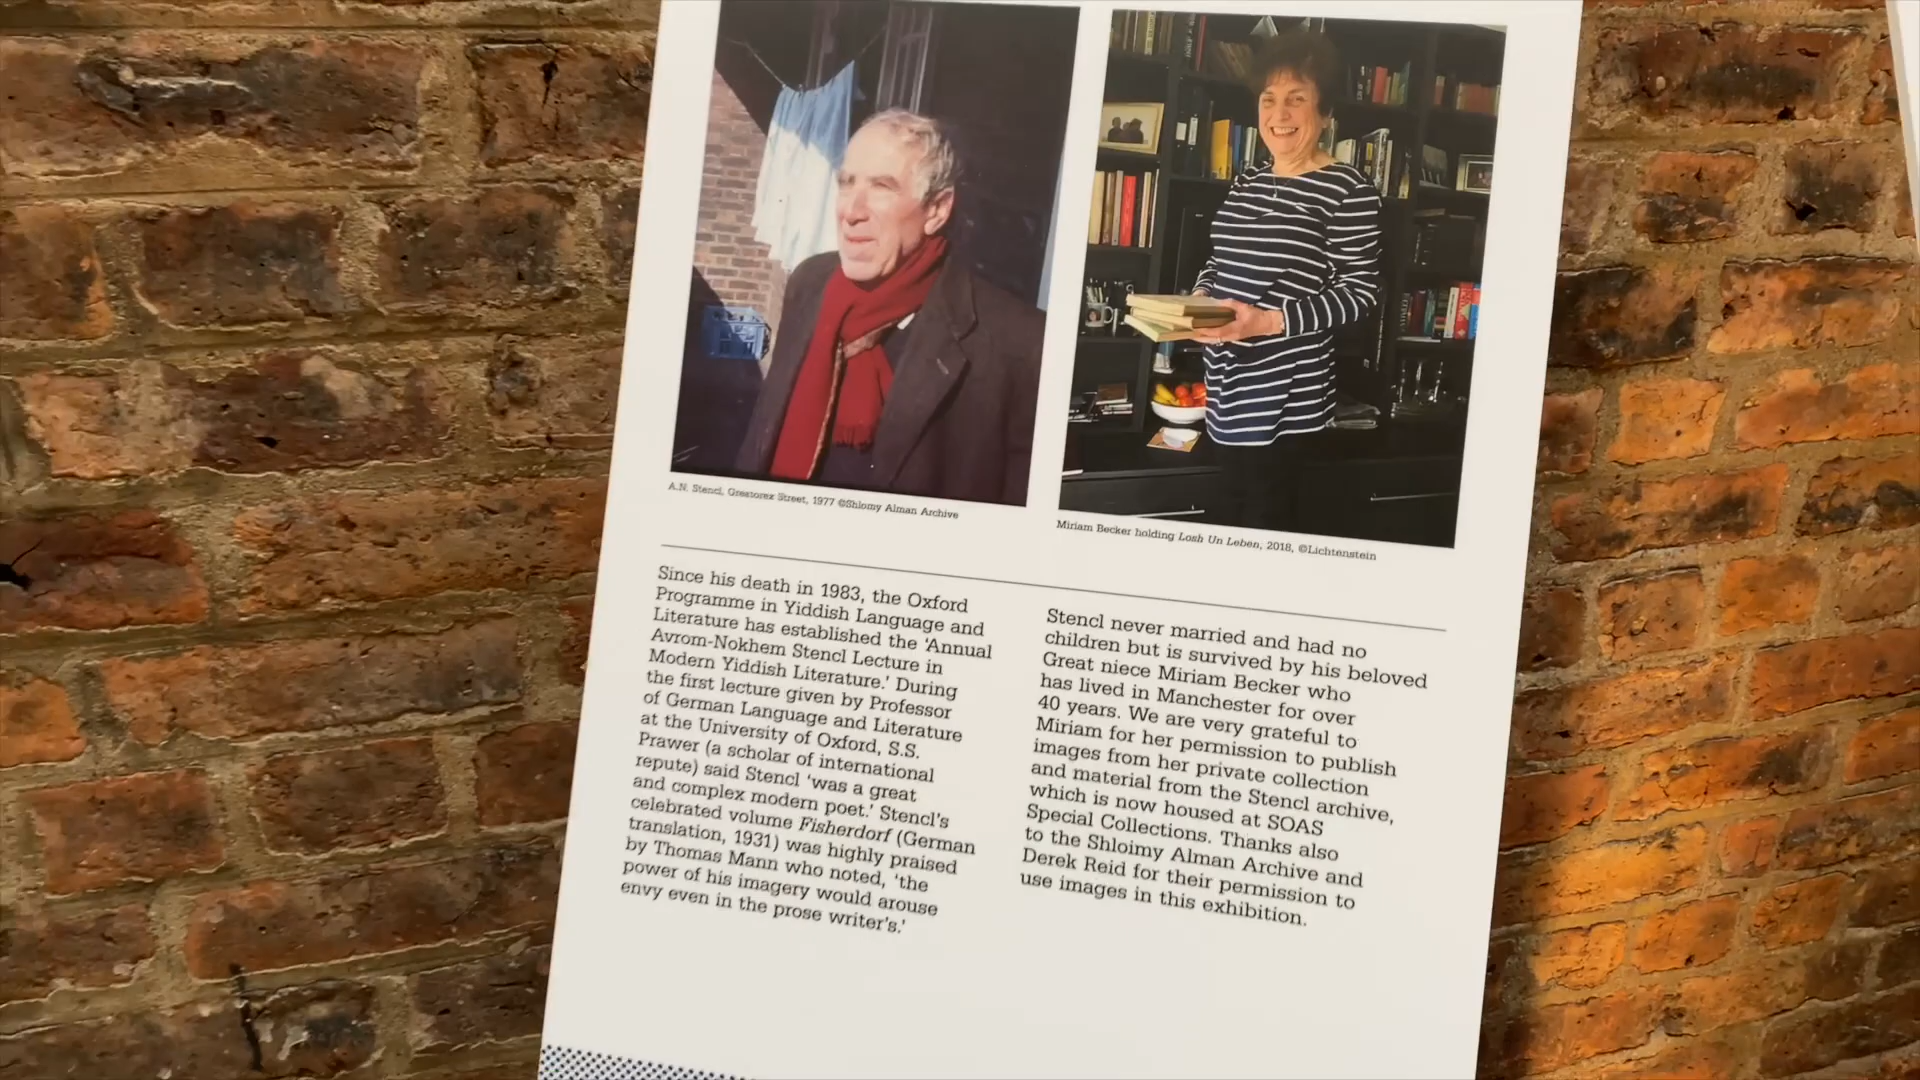 A.N. Stencl, Greatorex Street, 1977 ©Shlomy Alman Archive
Miriam Becker holding Losh Un Leben, 2018, ©Lichtenstein
Since his death in 1983, the Oxford
Programme in Yiddish Language and
Literature has established the ‘Annual
Avrom-Nokhem Stencl Lecture in
Modern Yiddish Literature.’ During
the first lecture given by Professor
of German Language and Literature
at the University of Oxford, S.S.
Prawer (a scholar of international
repute) said Stencl ‘was a great
and complex modern poet.’ Stencl’s
celebrated volume Fisherdorf (German
translation, 1931) was highly praised
by Thomas Mann who noted, ‘the
power of his imagery would arouse
envy even in the prose writer’s.’
Stencl never married and had no
children but is survived by his beloved
Great niece Miriam Becker who
has lived in Manchester for over
40 years. We are very grateful to
Miriam for her permission to publish
images from her private collection
and material from the Stencl archive,
which is now housed at SOAS
Special Collections. Thanks also
to the Shloimy Alman Archive and
Derek Reid for their permission to
use images in this exhibition.